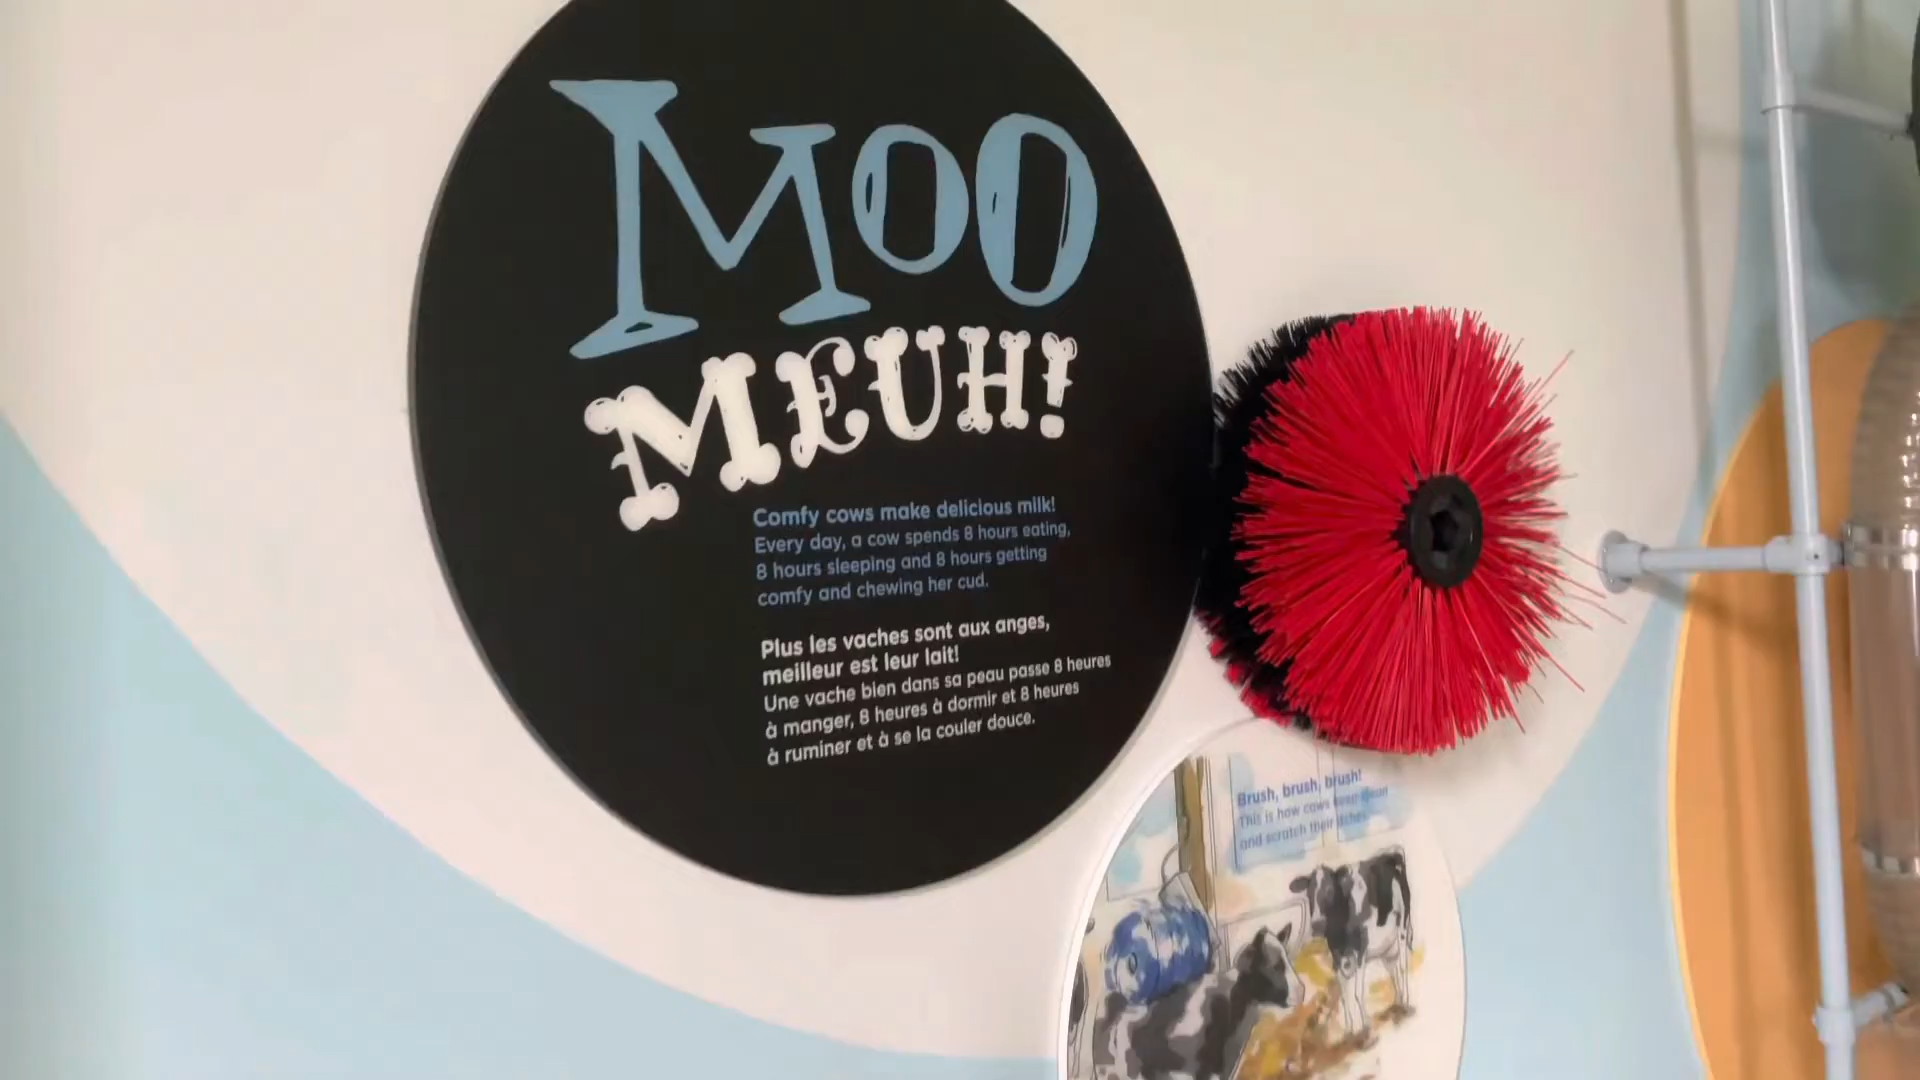 Moo
MEUH!
Comfy cows make delicious milk!
Every day, a cow spends 8 hours eating,
8 hours sleeping and 8 hours getting
comfy and chewing her cud.
Plus les vaches sont aux anges,
meilleur est leur lait!
Une vache bien dans sa peau passe 8 heures
à manger, 8 heures à dormir et 8 heures
à ruminer et à se la couler douce.
Brush, brush, brush!
This is how cows keep clean
and scratch their itches.